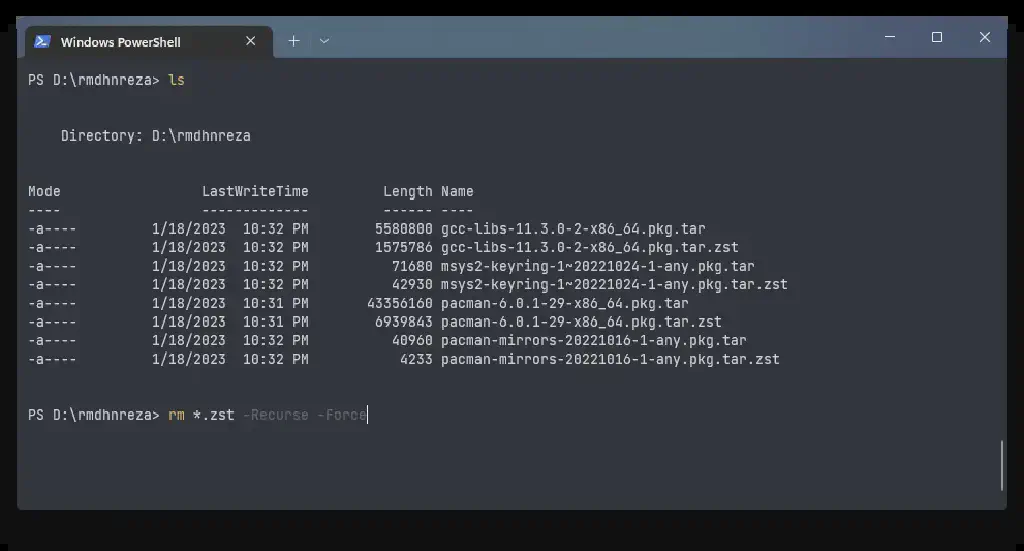 Windows PowerShell
PS D:\rmdhnreza> ls
Directory: D:\rmdhnreza
Mode LastWriteTime Length Name
---- ------------- ------ ----
-a---- 1/18/2023 10:32 PM 5580800 gcc-libs-11.3.0-2-x86_64.pkg.tar
-a---- 1/18/2023 10:32 PM 1575786 gcc-libs-11.3.0-2-x86_64.pkg.tar.zst
-a---- 1/18/2023 10:32 PM 71680 msys2-keyring-1~20221024-1-any.pkg.tar
-a---- 1/18/2023 10:32 PM 42930 msys2-keyring-1~20221024-1-any.pkg.tar.zst
-a---- 1/18/2023 10:31 PM 43356160 pacman-6.0.1-29-x86_64.pkg.tar
-a---- 1/18/2023 10:31 PM 6939843 pacman-6.0.1-29-x86_64.pkg.tar.zst
-a---- 1/18/2023 10:32 PM 40960 pacman-mirrors-20221016-1-any.pkg.tar
-a---- 1/18/2023 10:32 PM 4233 pacman-mirrors-20221016-1-any.pkg.tar.zst
PS D:\rmdhnreza> rm *.zst -Recurse -Force